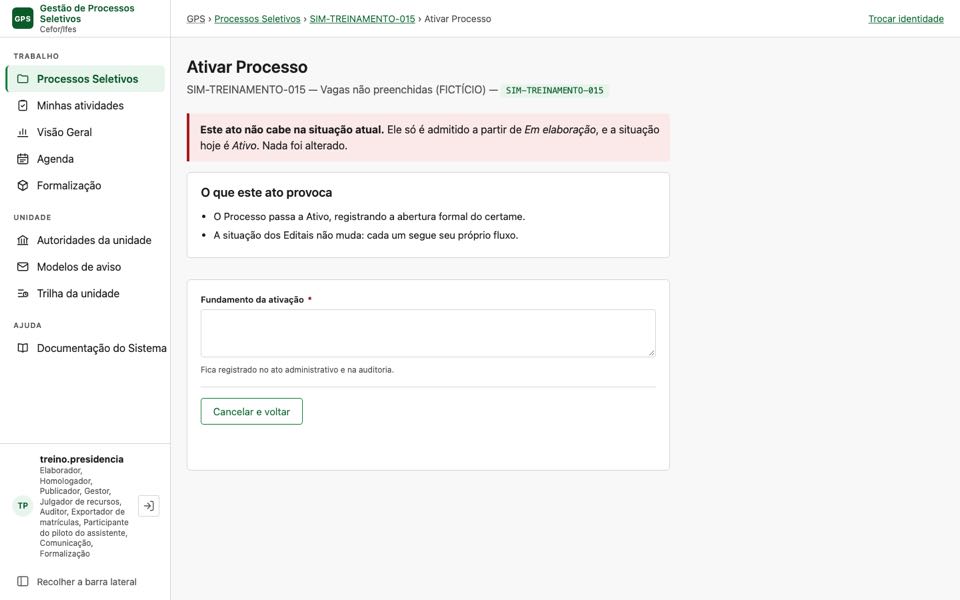 GPS
Gestão de Processos
Seletivos
Cefor/Ifes
GPS › Processos Seletivos › SIM-TREINAMENTO-015 › Ativar Processo
Trocar identidade
TRABALHO
Processos Seletivos
Minhas atividades
Visão Geral
Agenda
Formalização
UNIDADE
Autoridades da unidade
Modelos de aviso
Trilha da unidade
AJUDA
Documentação do Sistema
TP
treino.presidencia
Elaborador,
Homologador,
Publicador, Gestor,
Julgador de recursos,
Auditor, Exportador de
matrículas, Participante
do piloto do assistente,
Comunicação,
Formalização
Recolher a barra lateral
Ativar Processo
SIM-TREINAMENTO-015 — Vagas não preenchidas (FICTÍCIO) — SIM-TREINAMENTO-015
Este ato não cabe na situação atual. Ele só é admitido a partir de Em elaboração, e a situação
hoje é Ativo. Nada foi alterado.
O que este ato provoca
• O Processo passa a Ativo, registrando a abertura formal do certame.
• A situação dos Editais não muda: cada um segue seu próprio fluxo.
Fundamento da ativação *
Fica registrado no ato administrativo e na auditoria.
Cancelar e voltar